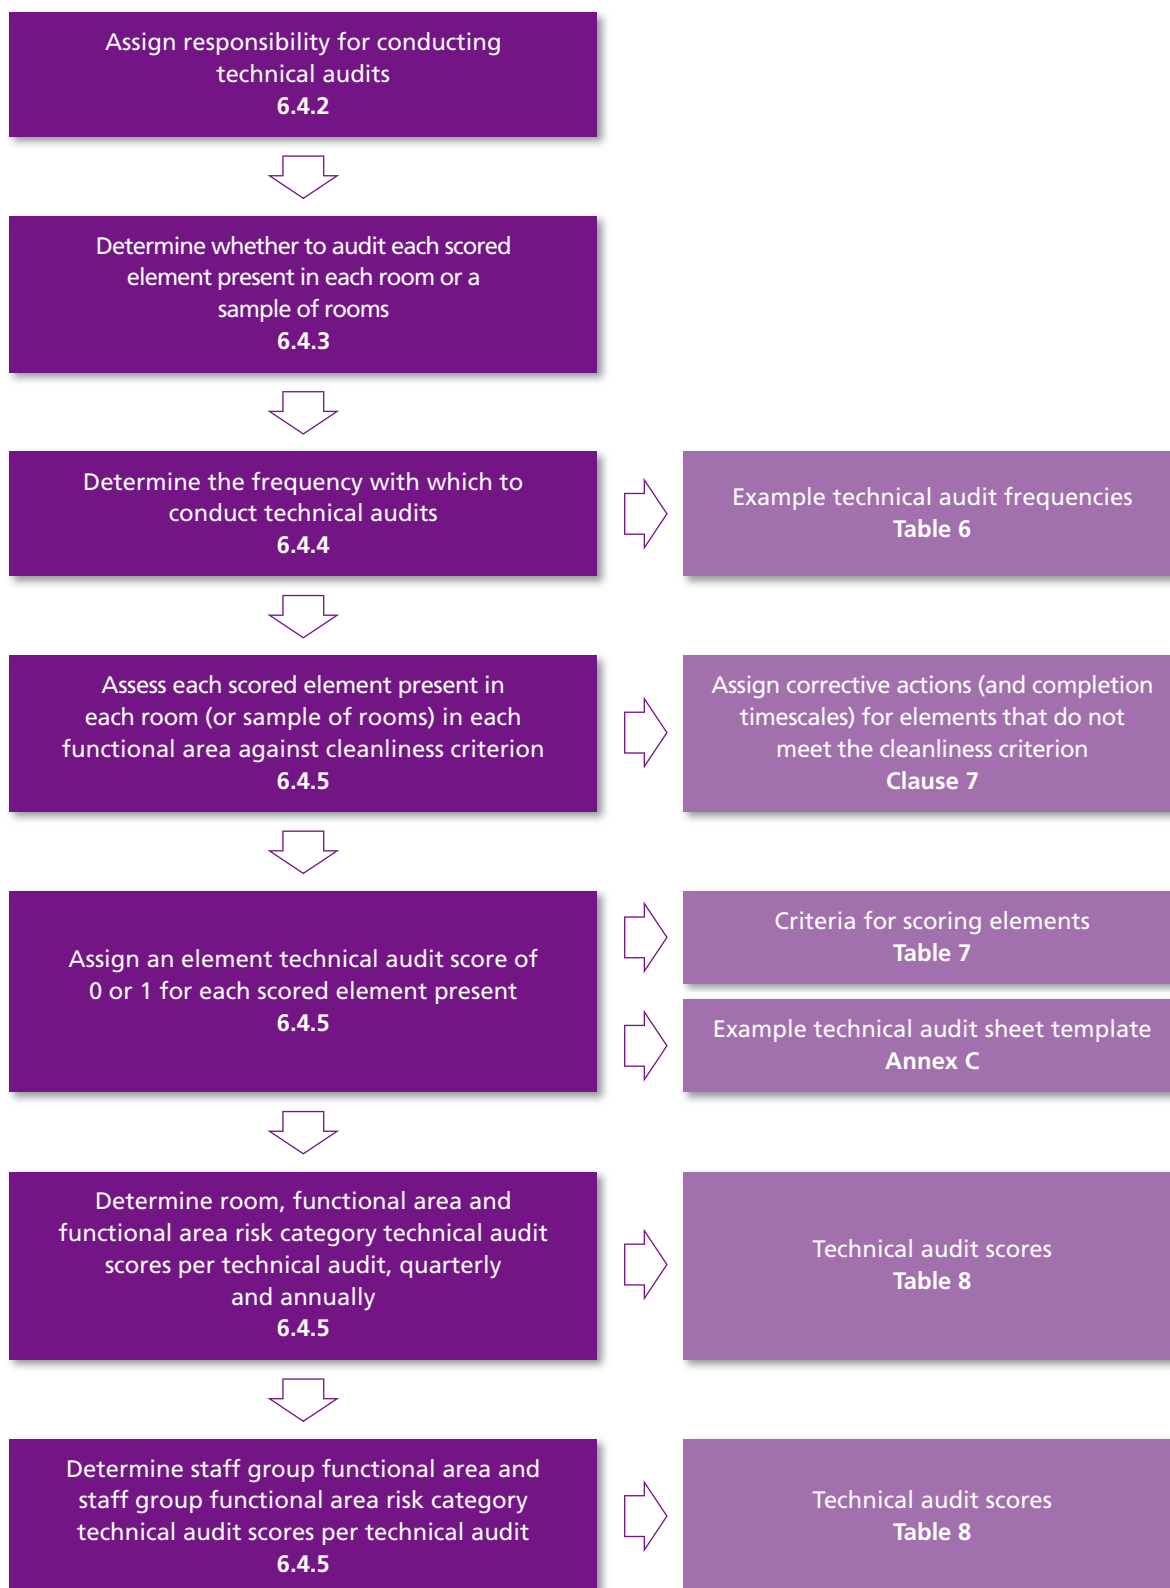 Assign responsibility for conducting
technical audits
6.4.2
Determine whether to audit each scored
element present in each room or a
sample of rooms
6.4.3
Determine the frequency with which to
conduct technical audits
6.4.4
Example technical audit frequencies
Table 6
Assess each scored element present in
each room (or sample of rooms) in each
functional area against cleanliness criterion
6.4.5
Assign corrective actions (and completion
timescales) for elements that do not
meet the cleanliness criterion
Clause 7
Assign an element technical audit score of
0 or 1 for each scored element present
6.4.5
Criteria for scoring elements
Table 7
Example technical audit sheet template
Annex C
Determine room, functional area and
functional area risk category technical audit
scores per technical audit, quarterly
and annually
6.4.5
Technical audit scores
Table 8
Determine staff group functional area and
staff group functional area risk category
technical audit scores per technical audit
6.4.5
Technical audit scores
Table 8